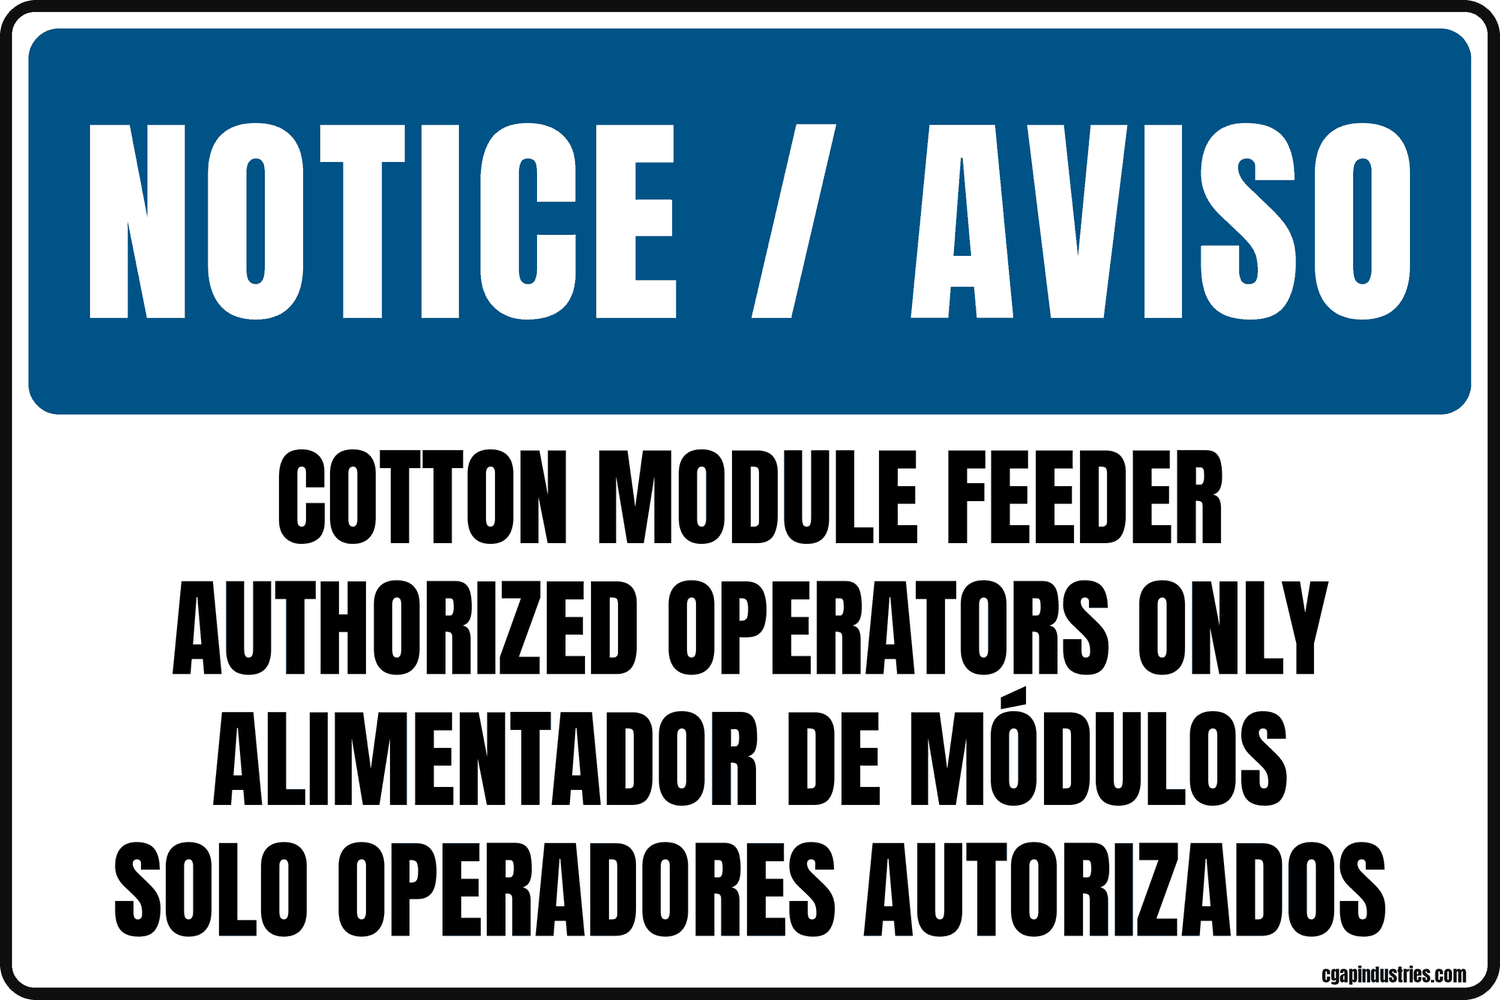 NOTICE / AVISO
COTTON MODULE FEEDER
AUTHORIZED OPERATORS ONLY
ALIMENTADOR DE MÓDULOS
SOLO OPERADORES AUTORIZADOS
cgapindustries.com